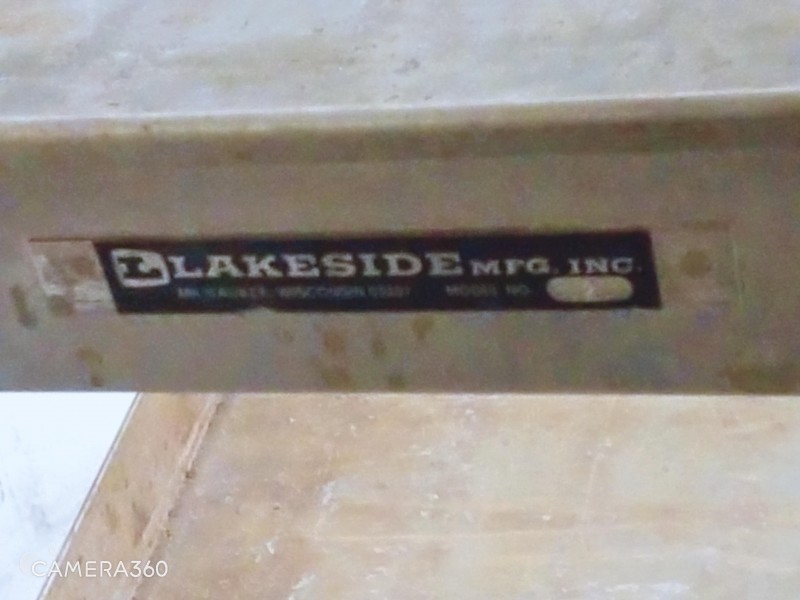 L LAKESIDE MFG. INC.
MILWAUKEE, WISCONSIN MODEL NO.
CAMERA360